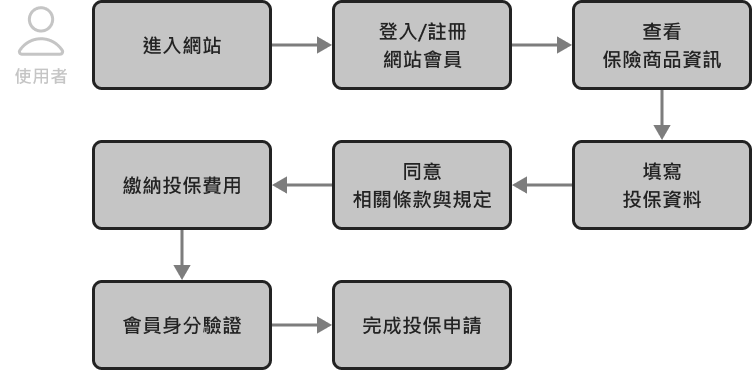 使用者
進入網站
登入/註冊
網站會員
查看
保險商品資訊
填寫
投保資料
同意
相關條款與規定
繳納投保費用
會員身分驗證
完成投保申請